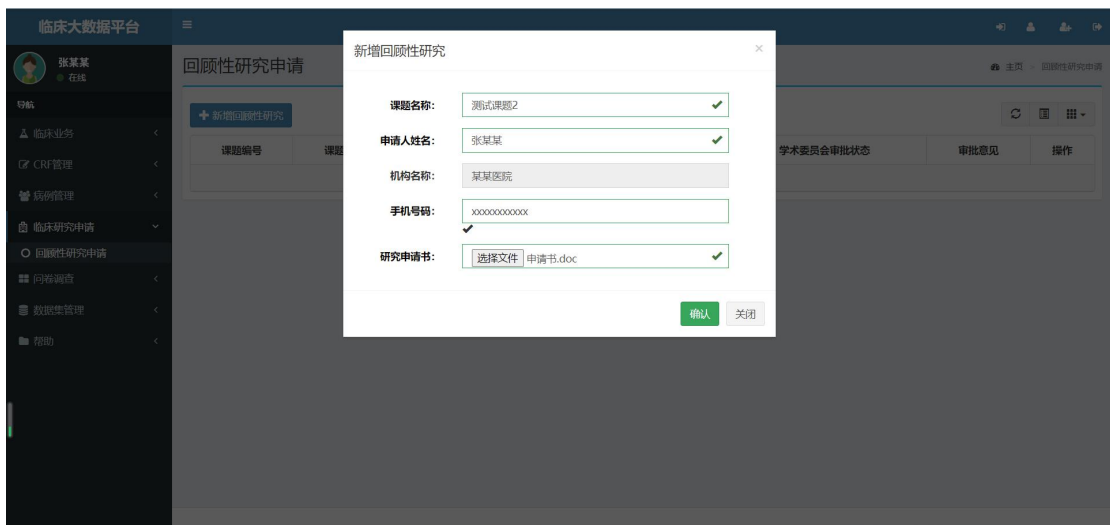 临床大数据平台
张某某
在线
导航
临床业务
CRF管理
病例管理
临床研究申请
回顾性研究申请
问卷调查
数据集管理
帮助
回顾性研究申请
主页 > 回顾性研究申请
新增回顾性研究
课题编号
课题
学术委员会审批状态
审批意见
操作
新增回顾性研究
×
课题名称:
测试课题2
申请人姓名:
张某某
机构名称:
某某医院
手机号码:
xxxxxxxxxxx
研究申请书:
选择文件 申请书.doc
确认
关闭